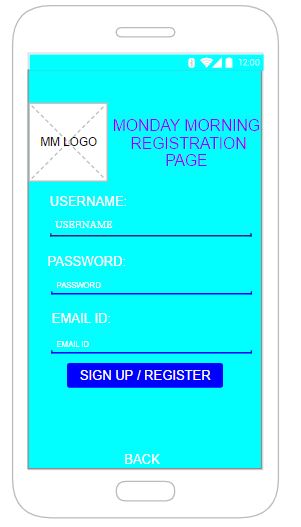 12:00
MM LOGO
MONDAY MORNING
REGISTRATION
PAGE
USERNAME:
USERNAME
PASSWORD:
PASSWORD
EMAIL ID:
EMAIL ID
SIGN UP / REGISTER
BACK